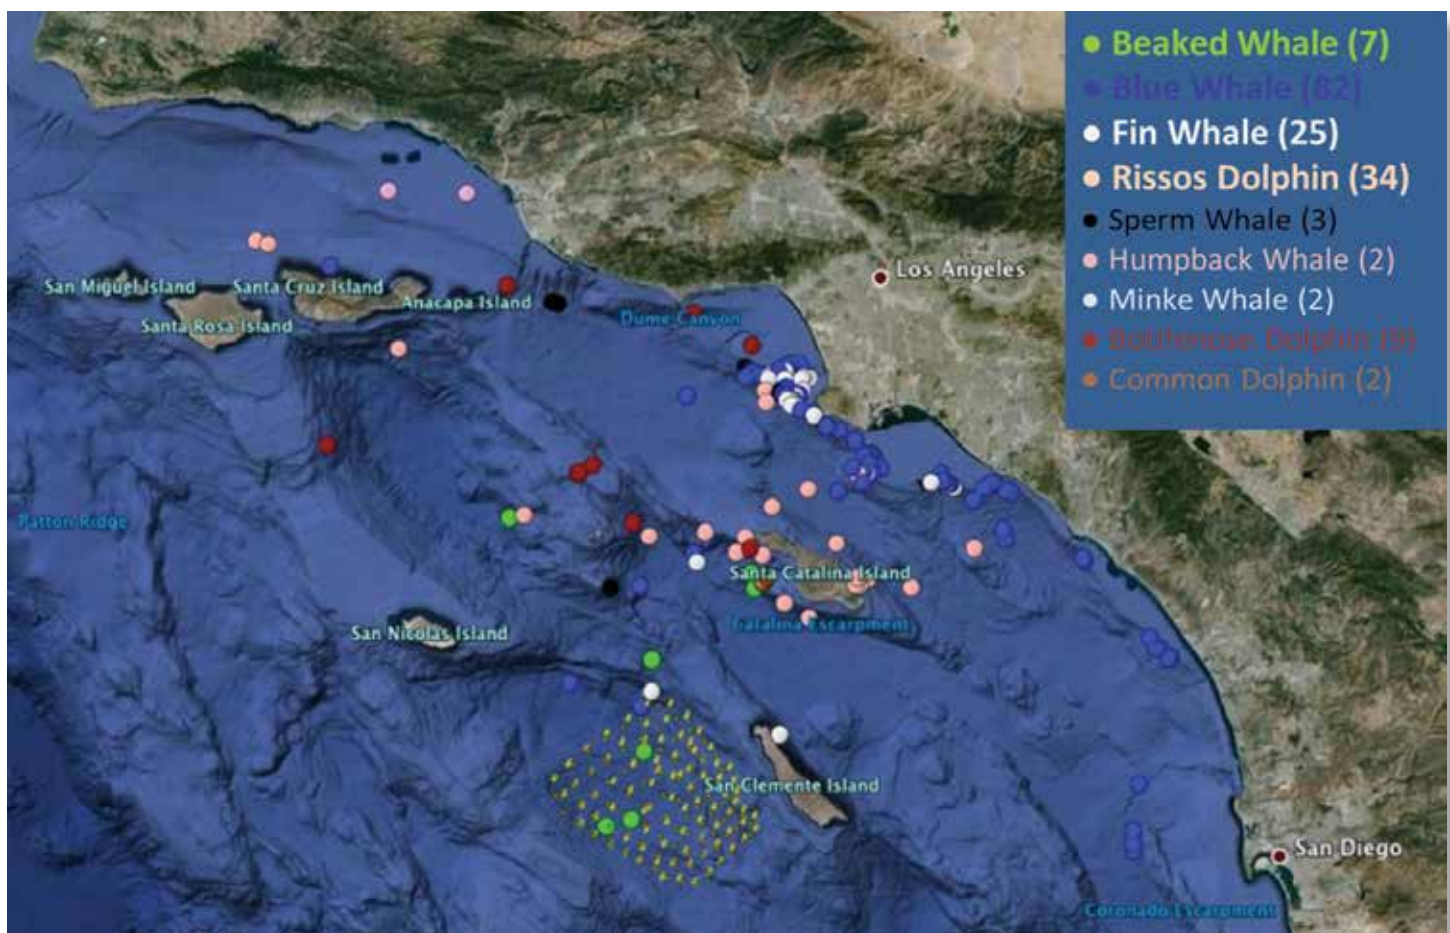 Beaked Whale (7)
Blue Whale (82)
Fin Whale (25)
Rissos Dolphin (34)
Sperm Whale (3)
Humpback Whale (2)
Minke Whale (2)
Bottlenose Dolphin (9)
Common Dolphin (2)
Los Angeles
San Miguel Island
Santa Cruz Island
Anacapa Island
Santa Rosa Island
Dume Canyon
Patton Ridge
Santa Catalina Island
Catalina Escarpment
San Nicolas Island
San Clemente Island
San Diego
Coronado Escarpment